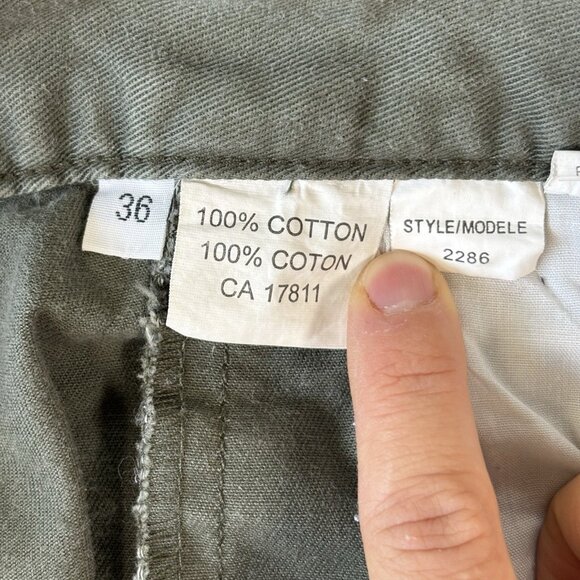 36
100% COTTON
100% COTON
CA 17811
STYLE/MODELE
2286